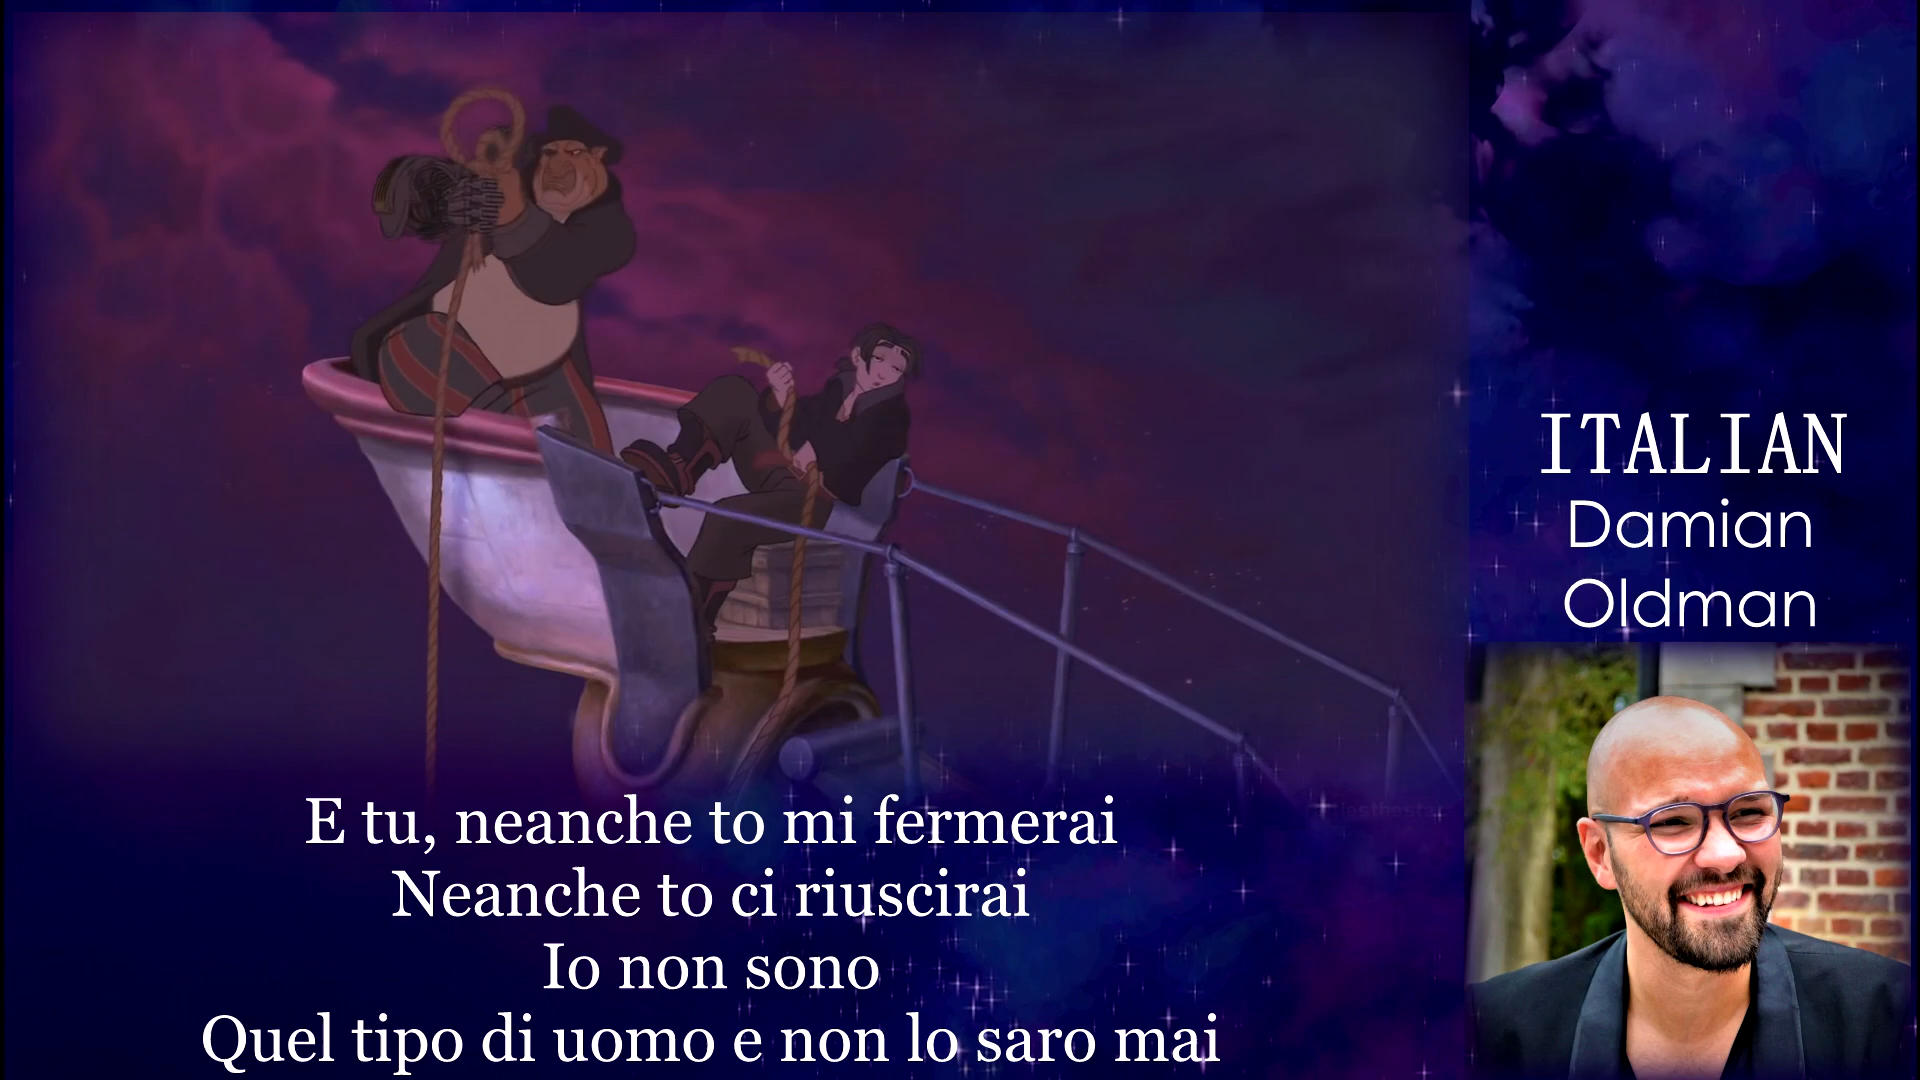 ITALIAN
Damian
Oldman
E tu, neanche to mi fermerai
Neanche to ci riuscirai
Io non sono
Quel tipo di uomo e non lo saro mai